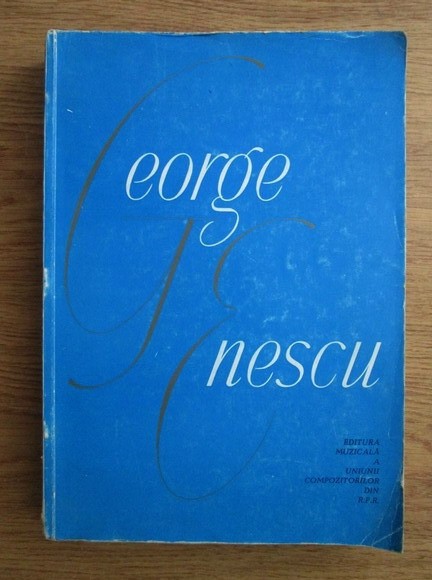 George
Enescu
EDITURA
MUZICALĂ
A
UNIUNII
COMPOZITORILOR
DIN
R.P.R.